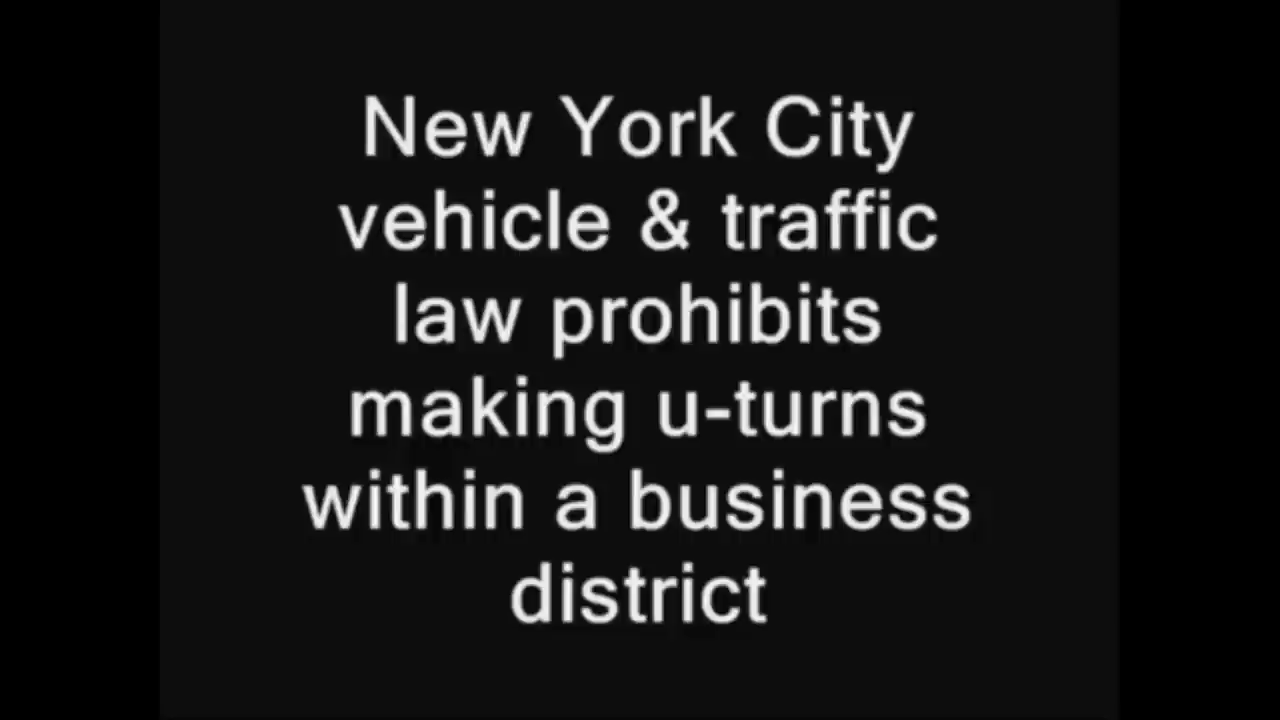 New York City
vehicle & traffic
law prohibits
making u-turns
within a business
district